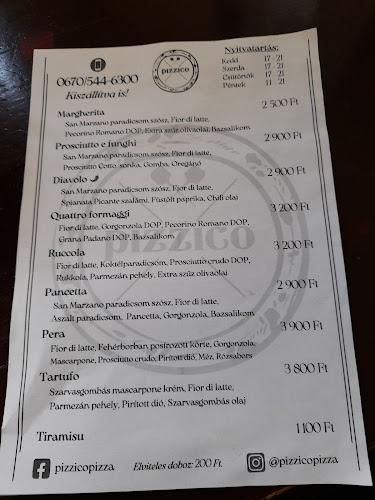 Nyitvatartás:
Kedd 17 - 21
Szerda 17 - 21
Csütörtök 17 - 21
Péntek 11 - 21
0670/544-6300
Kiszállítva is!
PIZZICO
Margherita 2 500 Ft
San Marzano paradicsom szósz, Fior di latte,
Pecorino Romano DOP, Extra szűz olívaolaj, Bazsalikom
Prosciutto e funghi 2 900 Ft
San Marzano paradicsom szósz, Fior di latte,
Prosciutto Cotto sonka, Gomba, Oregánó
Diavolo 2 900 Ft
San Marzano paradicsom szósz, Fior di latte,
Spianata Picante szalámi, Füstölt paprika, Chili olaj
Quattro formaggi 3 200 Ft
Fior di latte, Gorgonzola DOP, Pecorino Romano DOP,
Grana Padano DOP, Bazsalikom
PIZZICO
Ruccola 3 200 Ft
Fior di latte, Koktélparadicsom, Prosciutto crudo DOP,
Rukkola, Parmezán pehely, Extra szűz olívaolaj
Pancetta 2 900 Ft
San Marzano paradicsom szósz, Fior di latte,
Aszalt paradicsom, Pancetta, Gorgonzola, Bazsalikom
Pera 3 900 Ft
Fior di latte, Fehérborban posírozott körte, Gorgonzola,
Mascarpone, Prosciuto crudo, Pirított dió, Méz, Rózsabors
Tartufo 3 800 Ft
Szarvasgombás mascarpone krém, Fior di latte,
Parmezán pehely, Pirított dió, Szarvasgombás olaj
Tiramisu 1 100 Ft
pizzicopizza
Elviteles doboz: 200 Ft.
@pizzicopizza